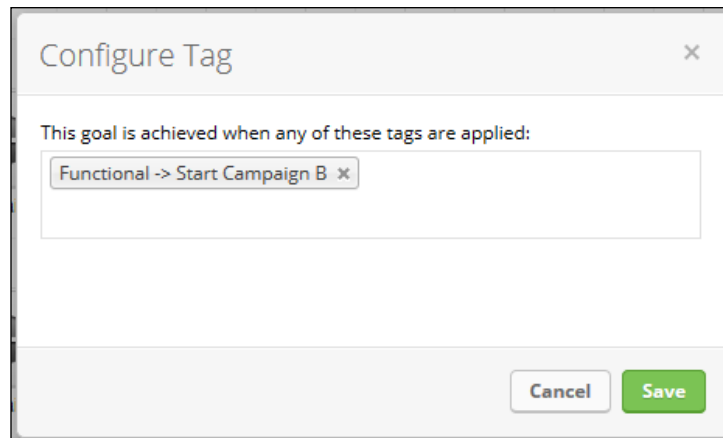 Configure Tag
This goal is achieved when any of these tags are applied:
Functional -> Start Campaign B ×
Cancel Save